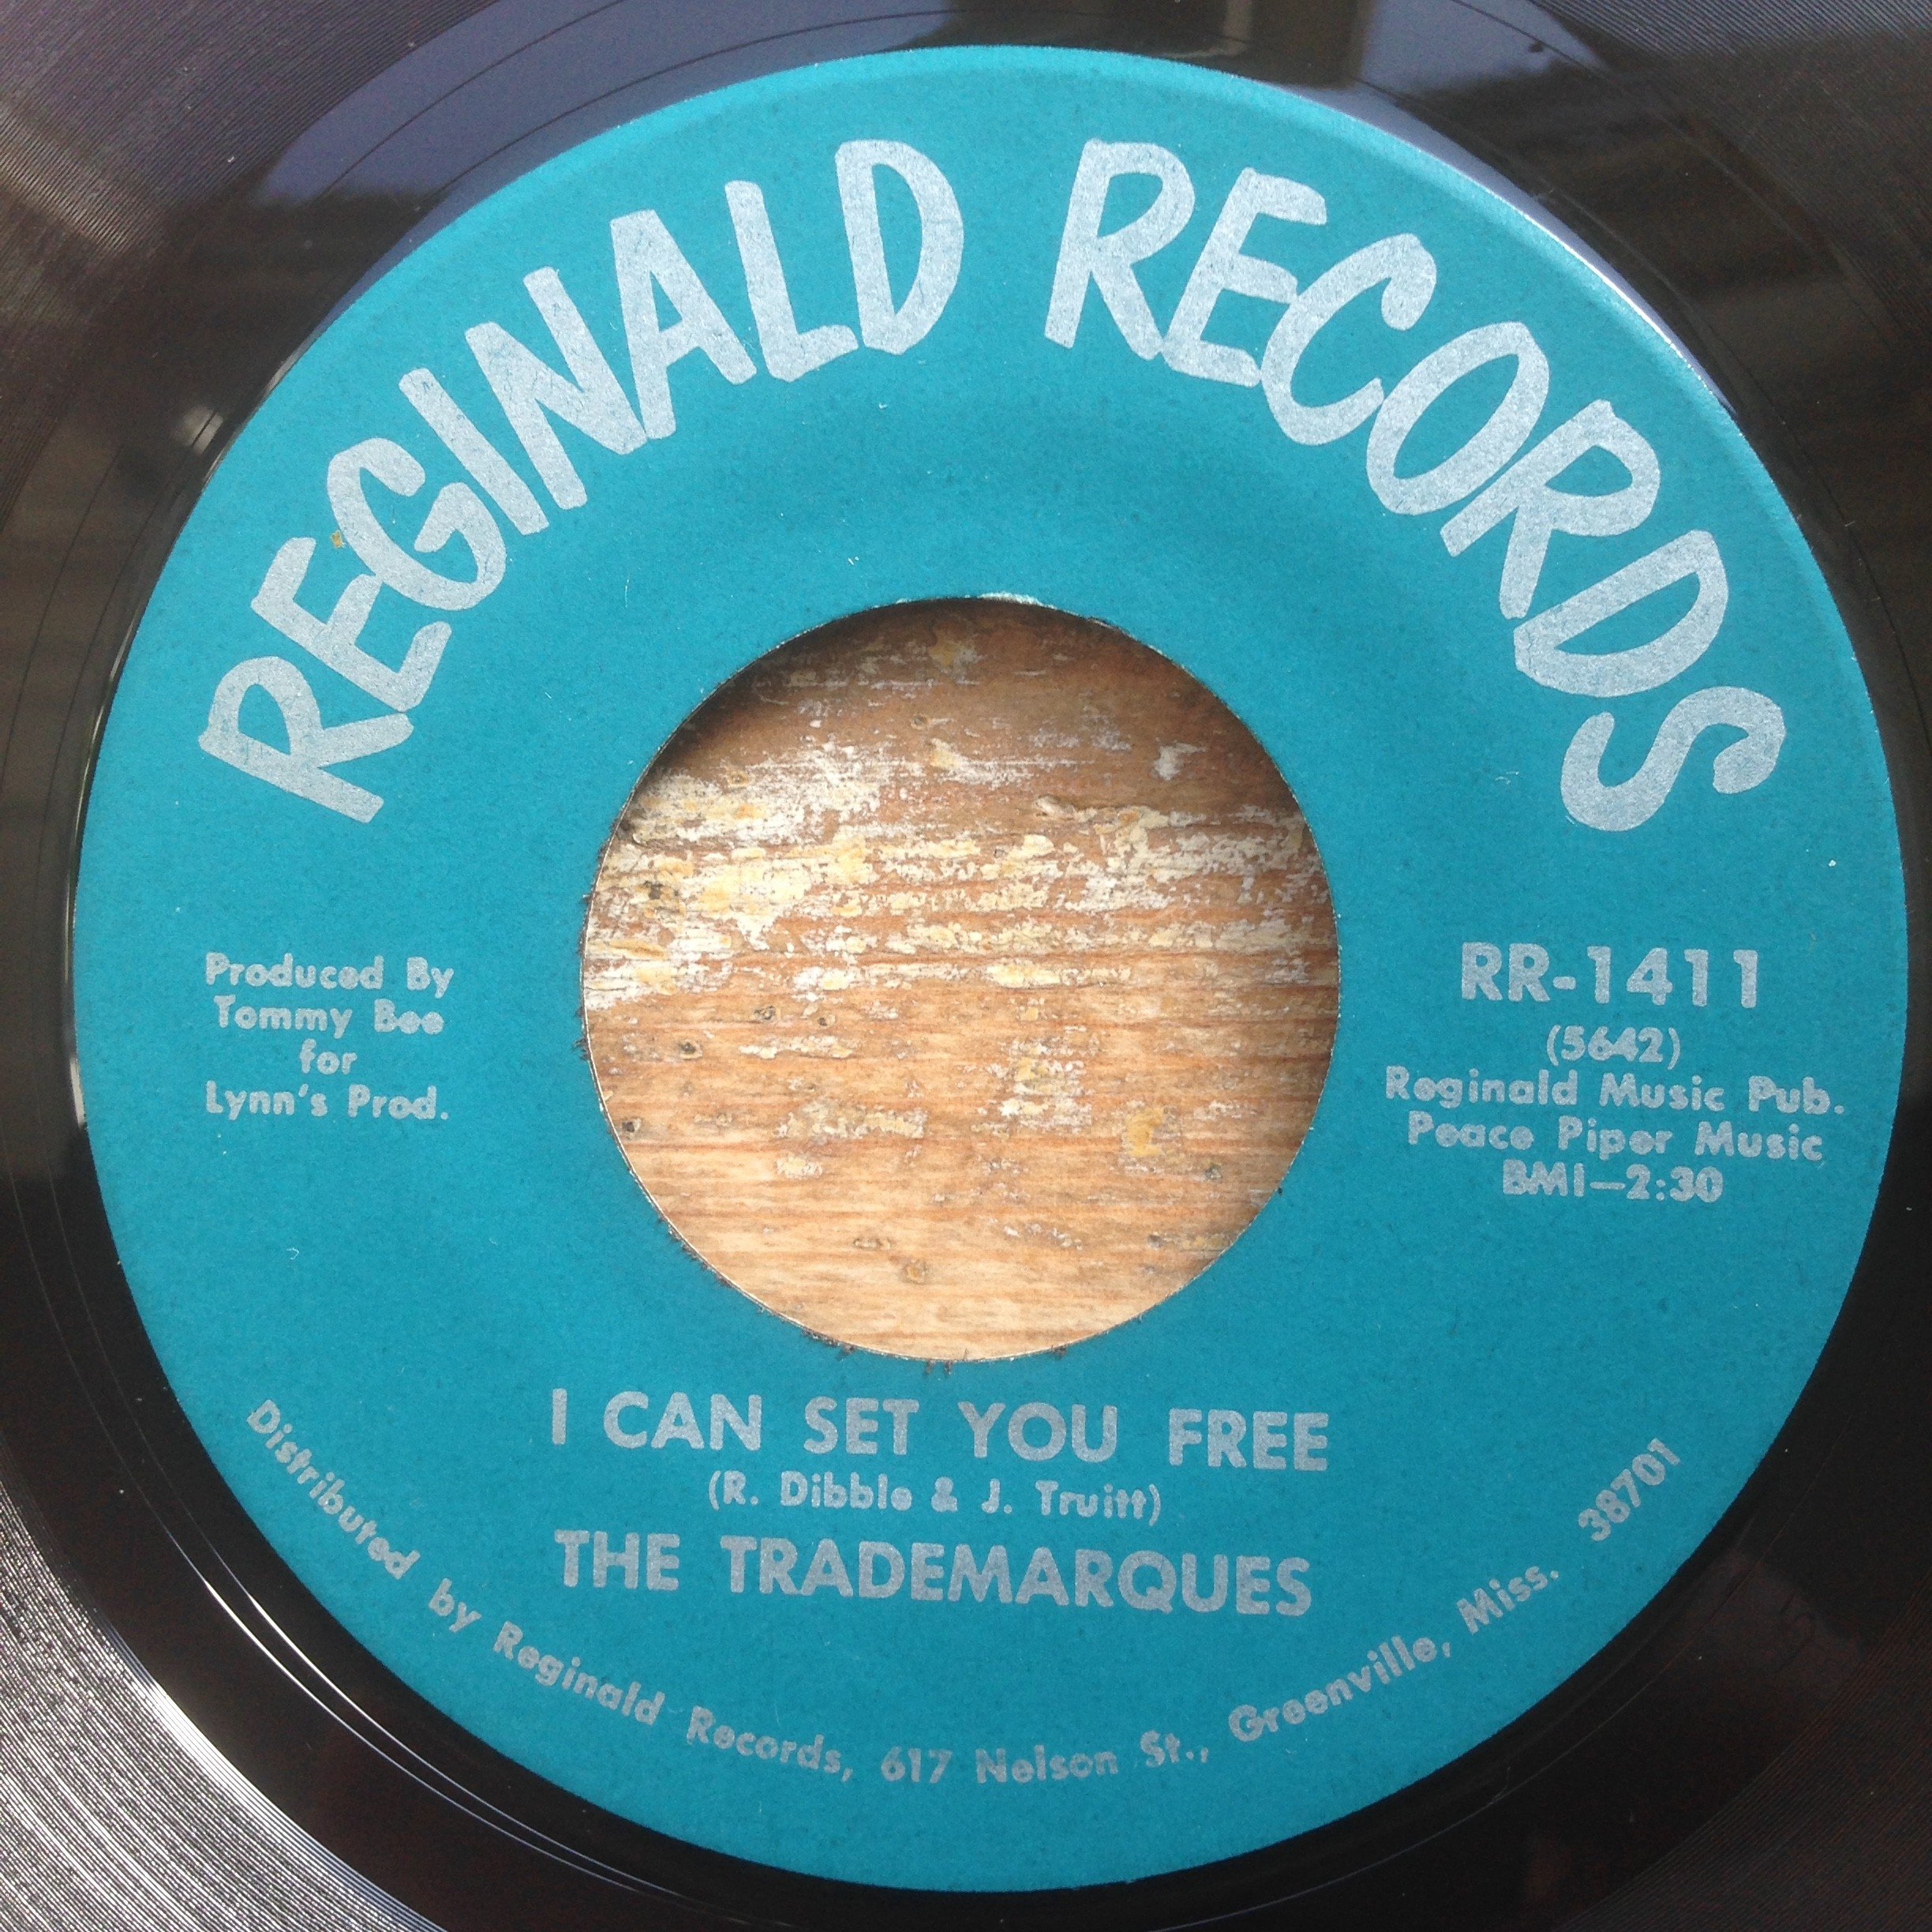 REGINALD RECORDS
Produced By
Tommy Bee
for
Lynn's Prod.
RR-1411
(5642)
Reginald Music Pub.
Peace Piper Music
BMI—2:30
I CAN SET YOU FREE
(R. Dibble & J. Truitt)
THE TRADEMARQUES
Distributed by Reginald Records, 617 Nelson St., Greenville, Miss. 38701